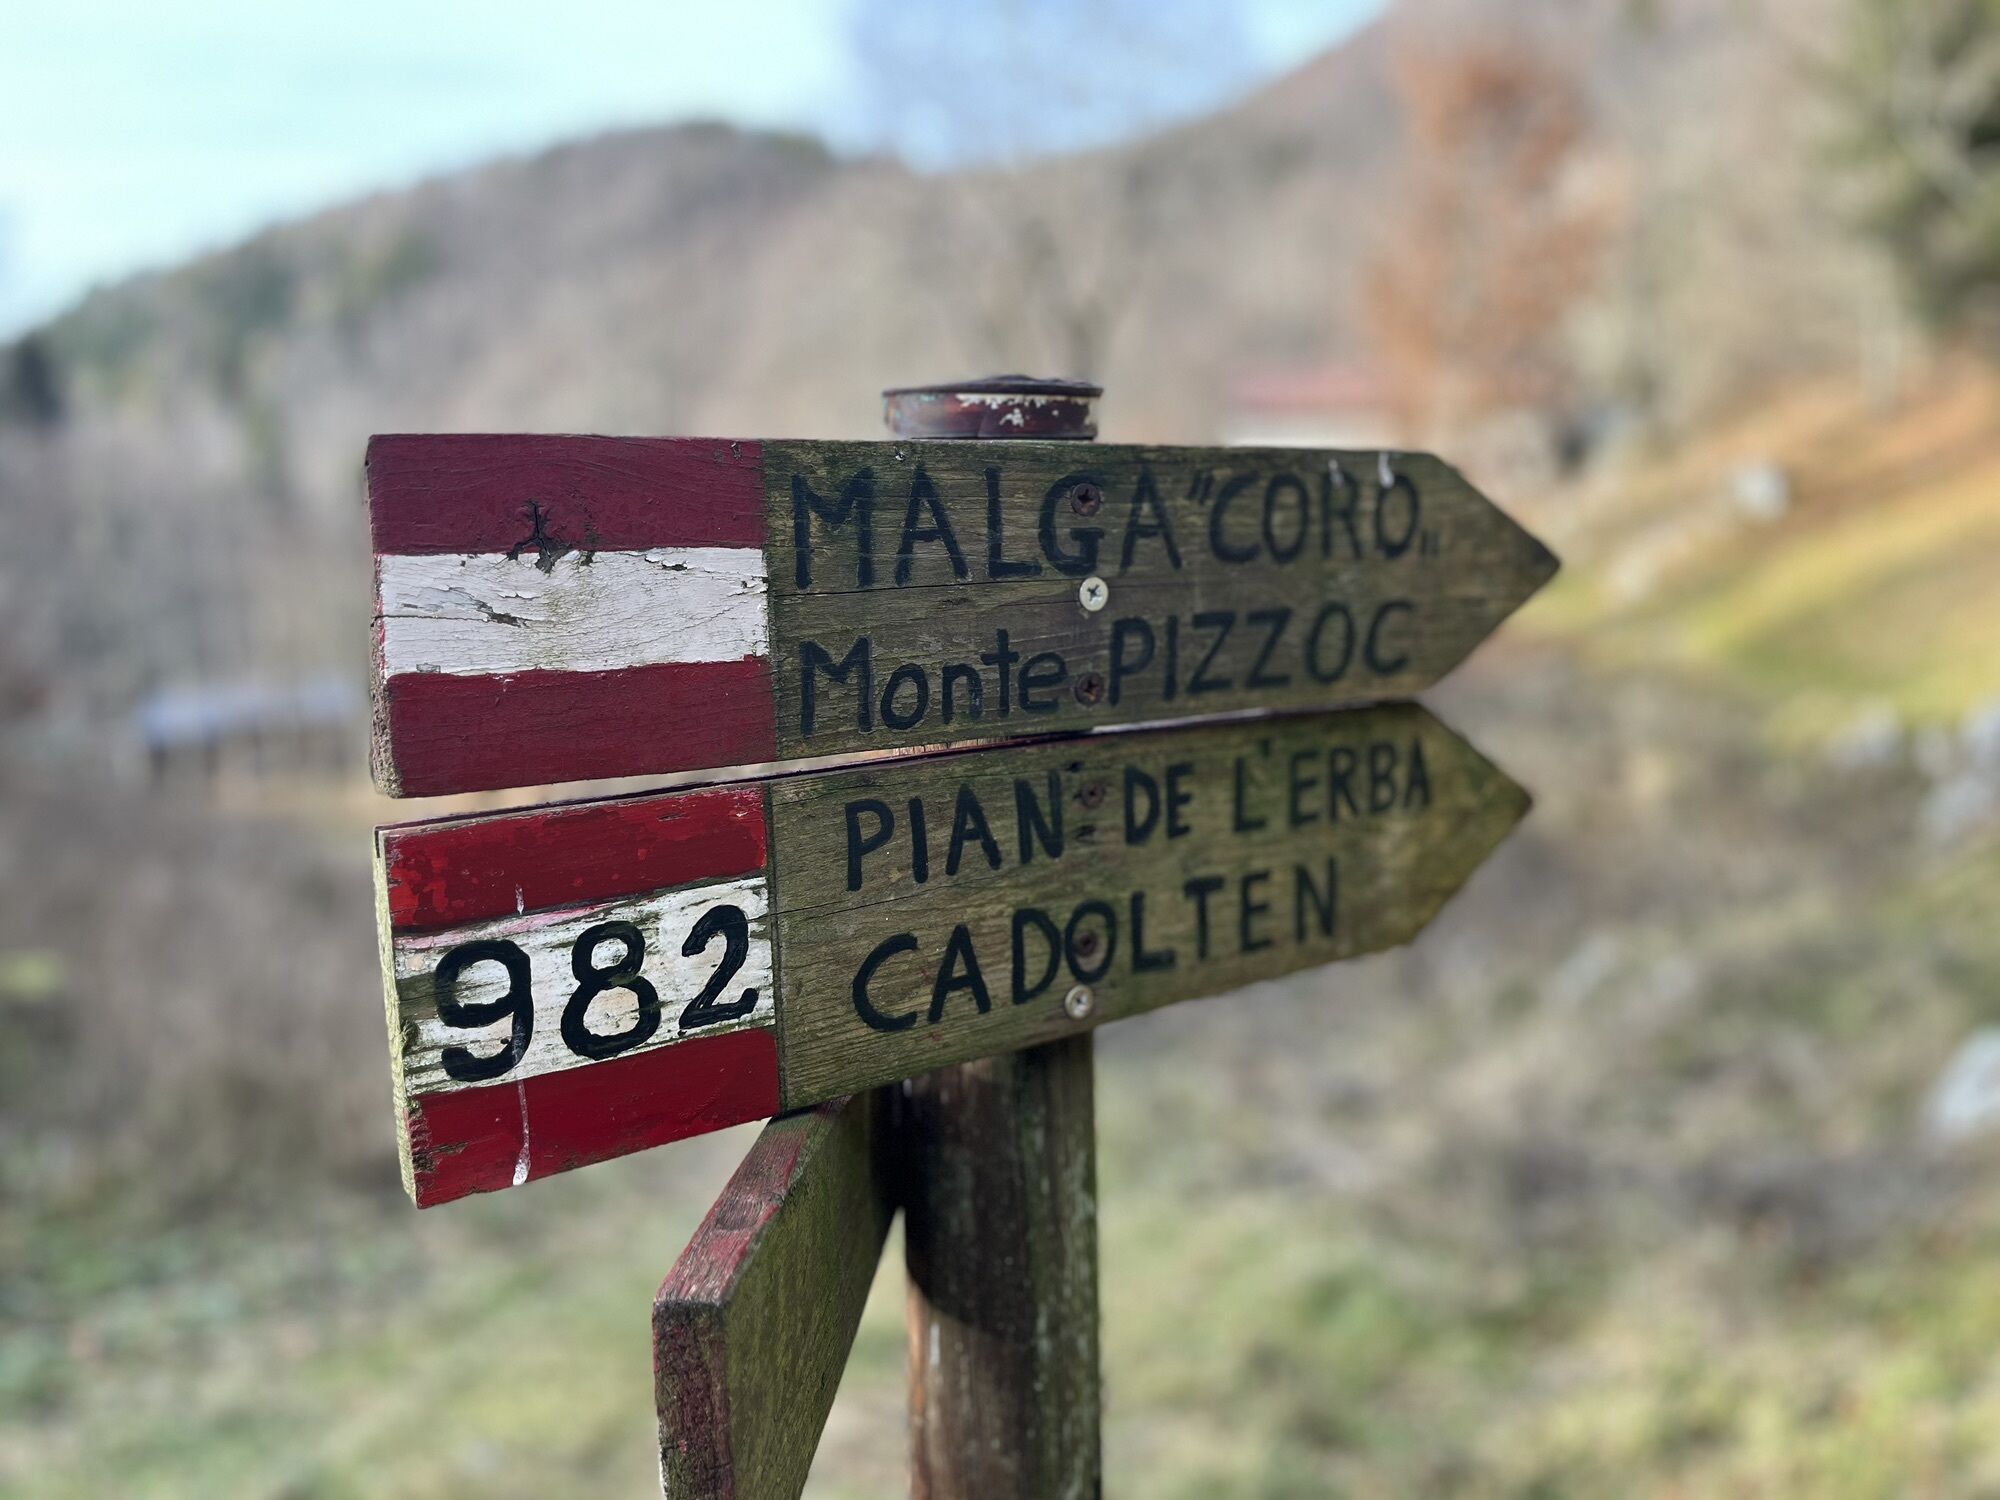 MALGA "CORO„
Monte PIZZOC
PIAN DE L'ERBA
982
CADOLTEN